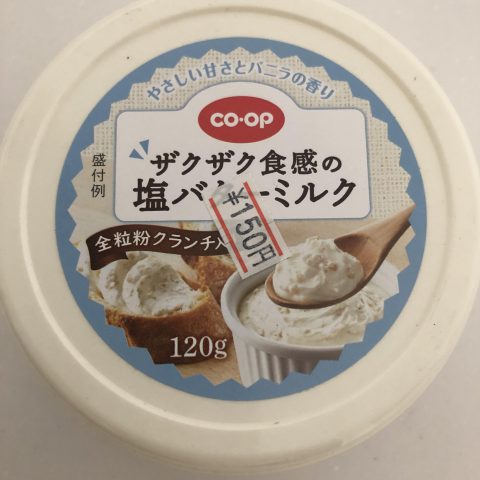 やさしい甘さとバニラの香り
CO·OP
ザクザク食感の
塩バ ーミルク
盛付例
全粒粉クランチ入
¥150円
120g